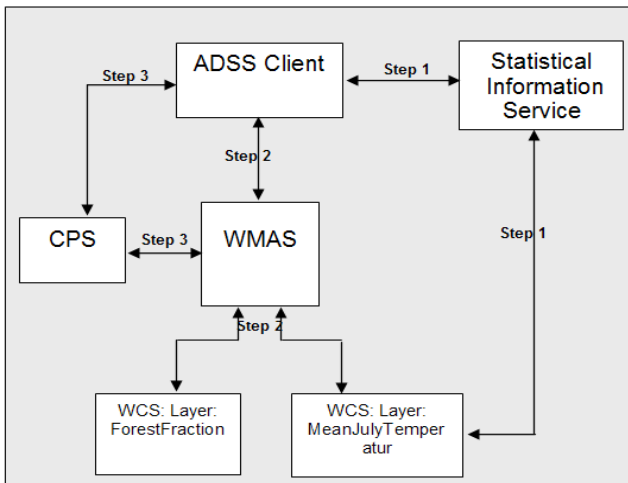 Step 3
ADSS Client
Step 1
Statistical
Information
Service
Step 2
CPS
Step 3
WMAS
Step 1
Step 2
WCS: Layer:
ForestFraction
WCS: Layer:
MeanJulyTemper
atur